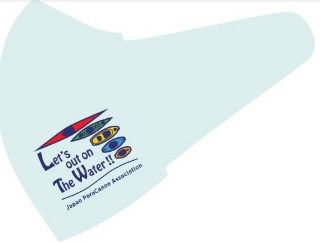 Let's
out on
The Water!!
Japan ParaCanoe Association